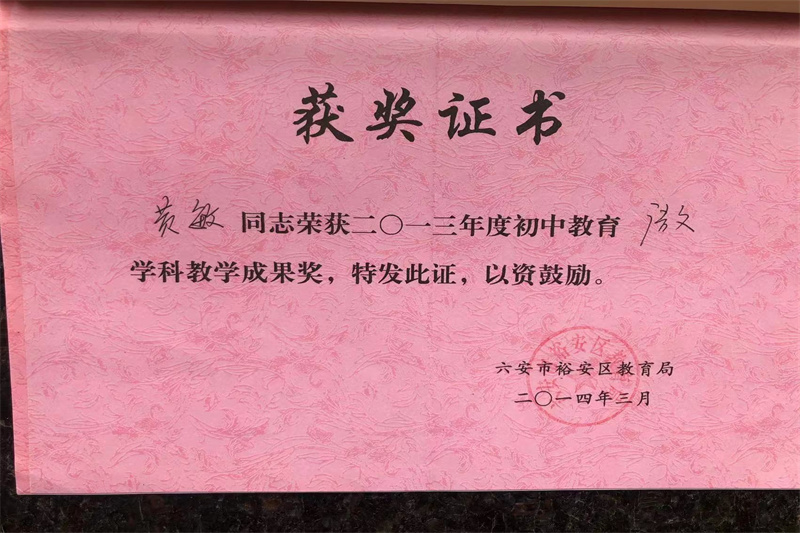 获奖证书
黄敏 同志荣获二〇一三年度初中教育 语文
学科教学成果奖，特发此证，以资鼓励。
六安市裕安区教育局
二〇一四年三月